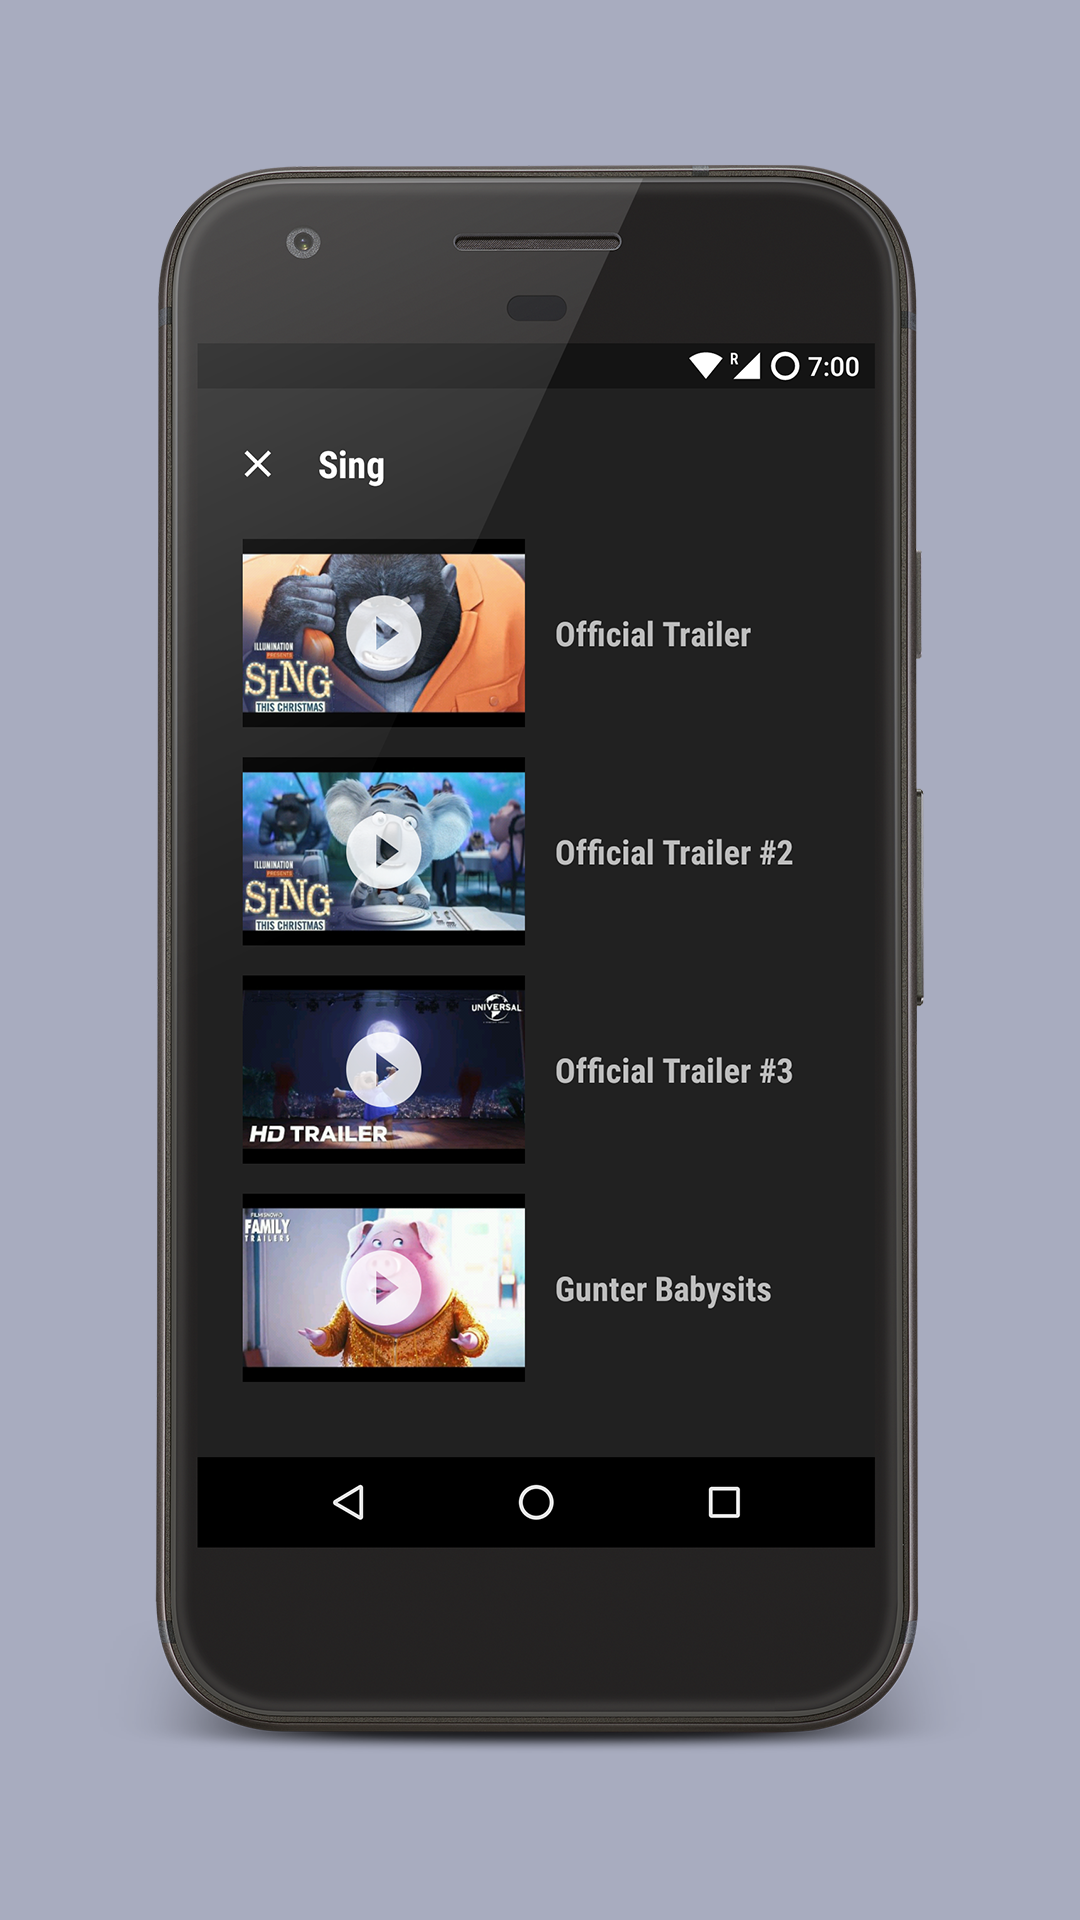 R 7:00
Sing
ILLUMINATION
PRESENTS
SING
THIS CHRISTMAS
Official Trailer
ILLUMINATION
PRESENTS
SING
THIS CHRISTMAS
Official Trailer #2
UNIVERSAL
HD TRAILER
Official Trailer #3
FAMILY
TRAILERS
Gunter Babysits